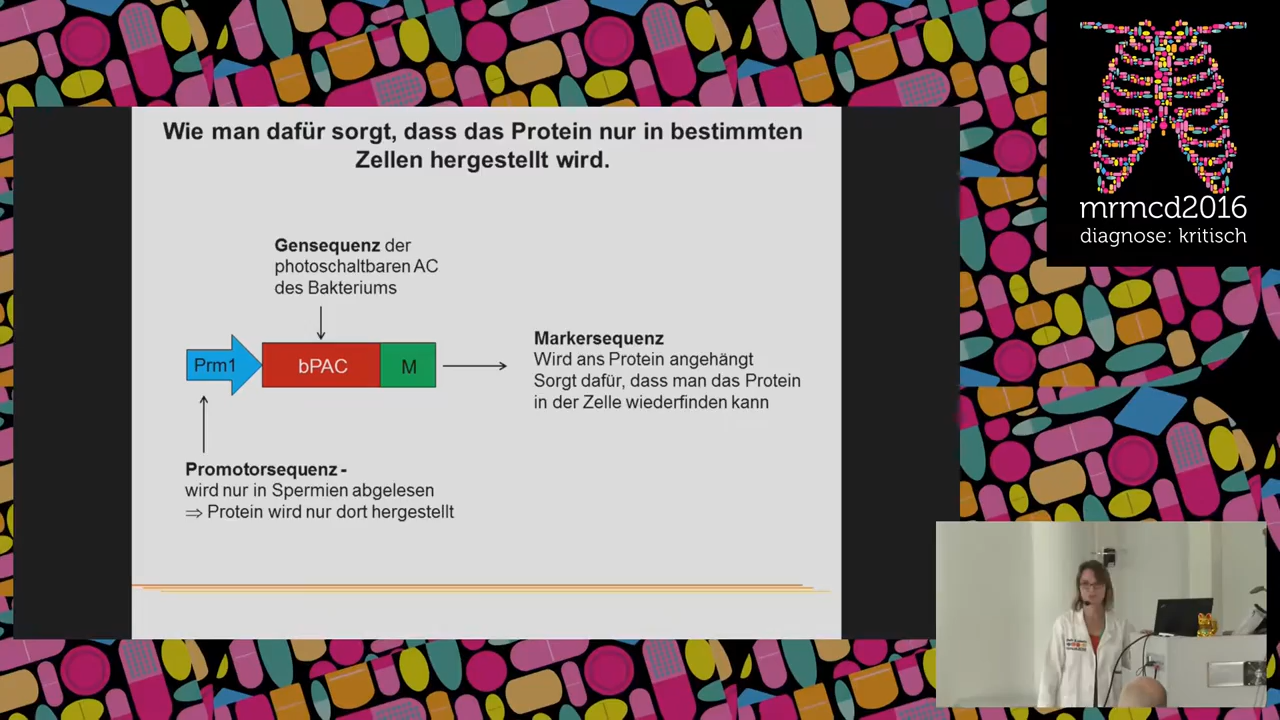 Wie man dafür sorgt, dass das Protein nur in bestimmten
Zellen hergestellt wird.
Gensequenz der
photoschaltbaren AC
des Bakteriums
Prm1
bPAC
M
Markersequenz
Wird ans Protein angehängt
Sorgt dafür, dass man das Protein
in der Zelle wiederfinden kann
Promotorsequenz -
wird nur in Spermien abgelesen
⇒ Protein wird nur dort hergestellt
mrmcd2016
diagnose: kritisch